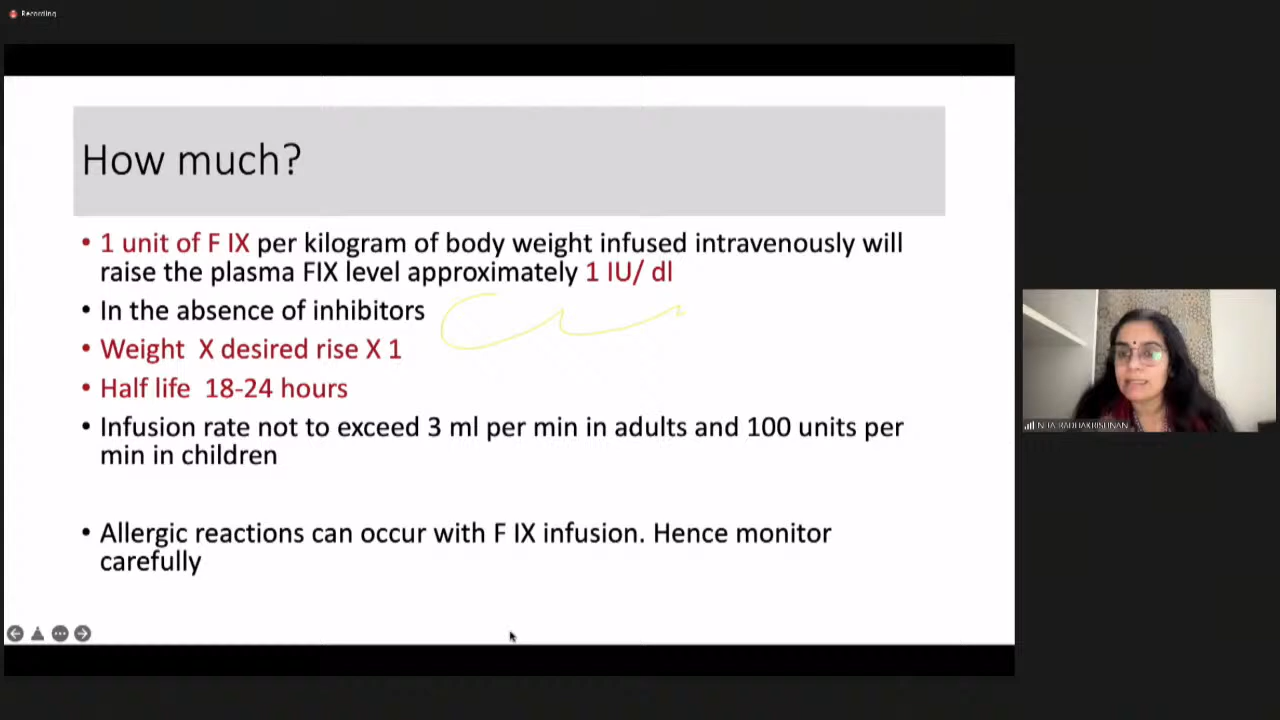 Recording
How much?
• 1 unit of F IX per kilogram of body weight infused intravenously will
raise the plasma FIX level approximately 1 IU/ dl
• In the absence of inhibitors
• Weight X desired rise X 1
• Half life 18-24 hours
• Infusion rate not to exceed 3 ml per min in adults and 100 units per
min in children
• Allergic reactions can occur with F IX infusion. Hence monitor
carefully
RADHAKRISHNAN